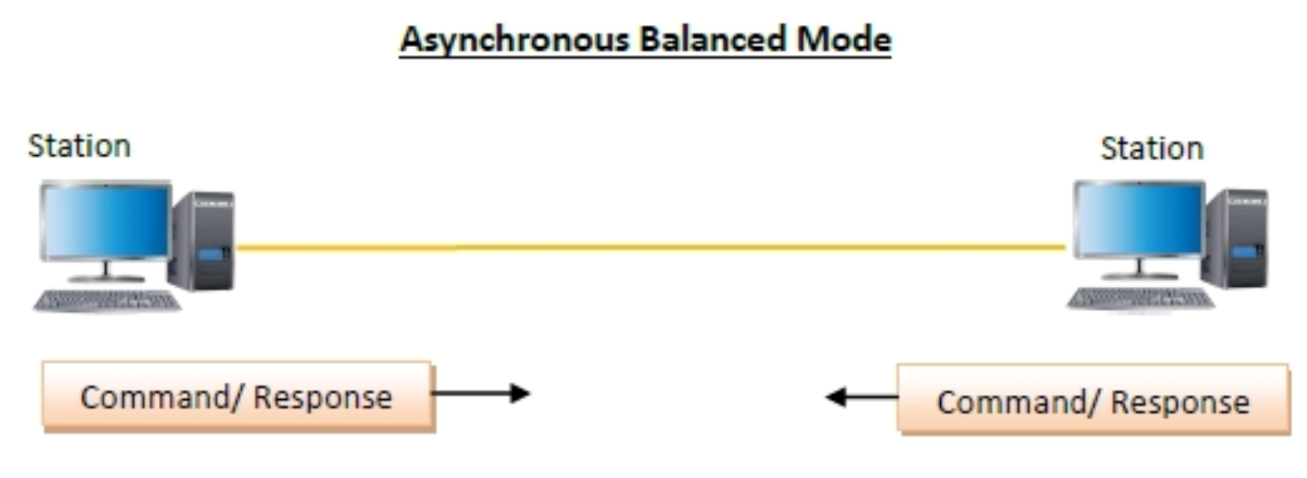 Asynchronous Balanced Mode
Station
Station
Command/ Response
Command/ Response